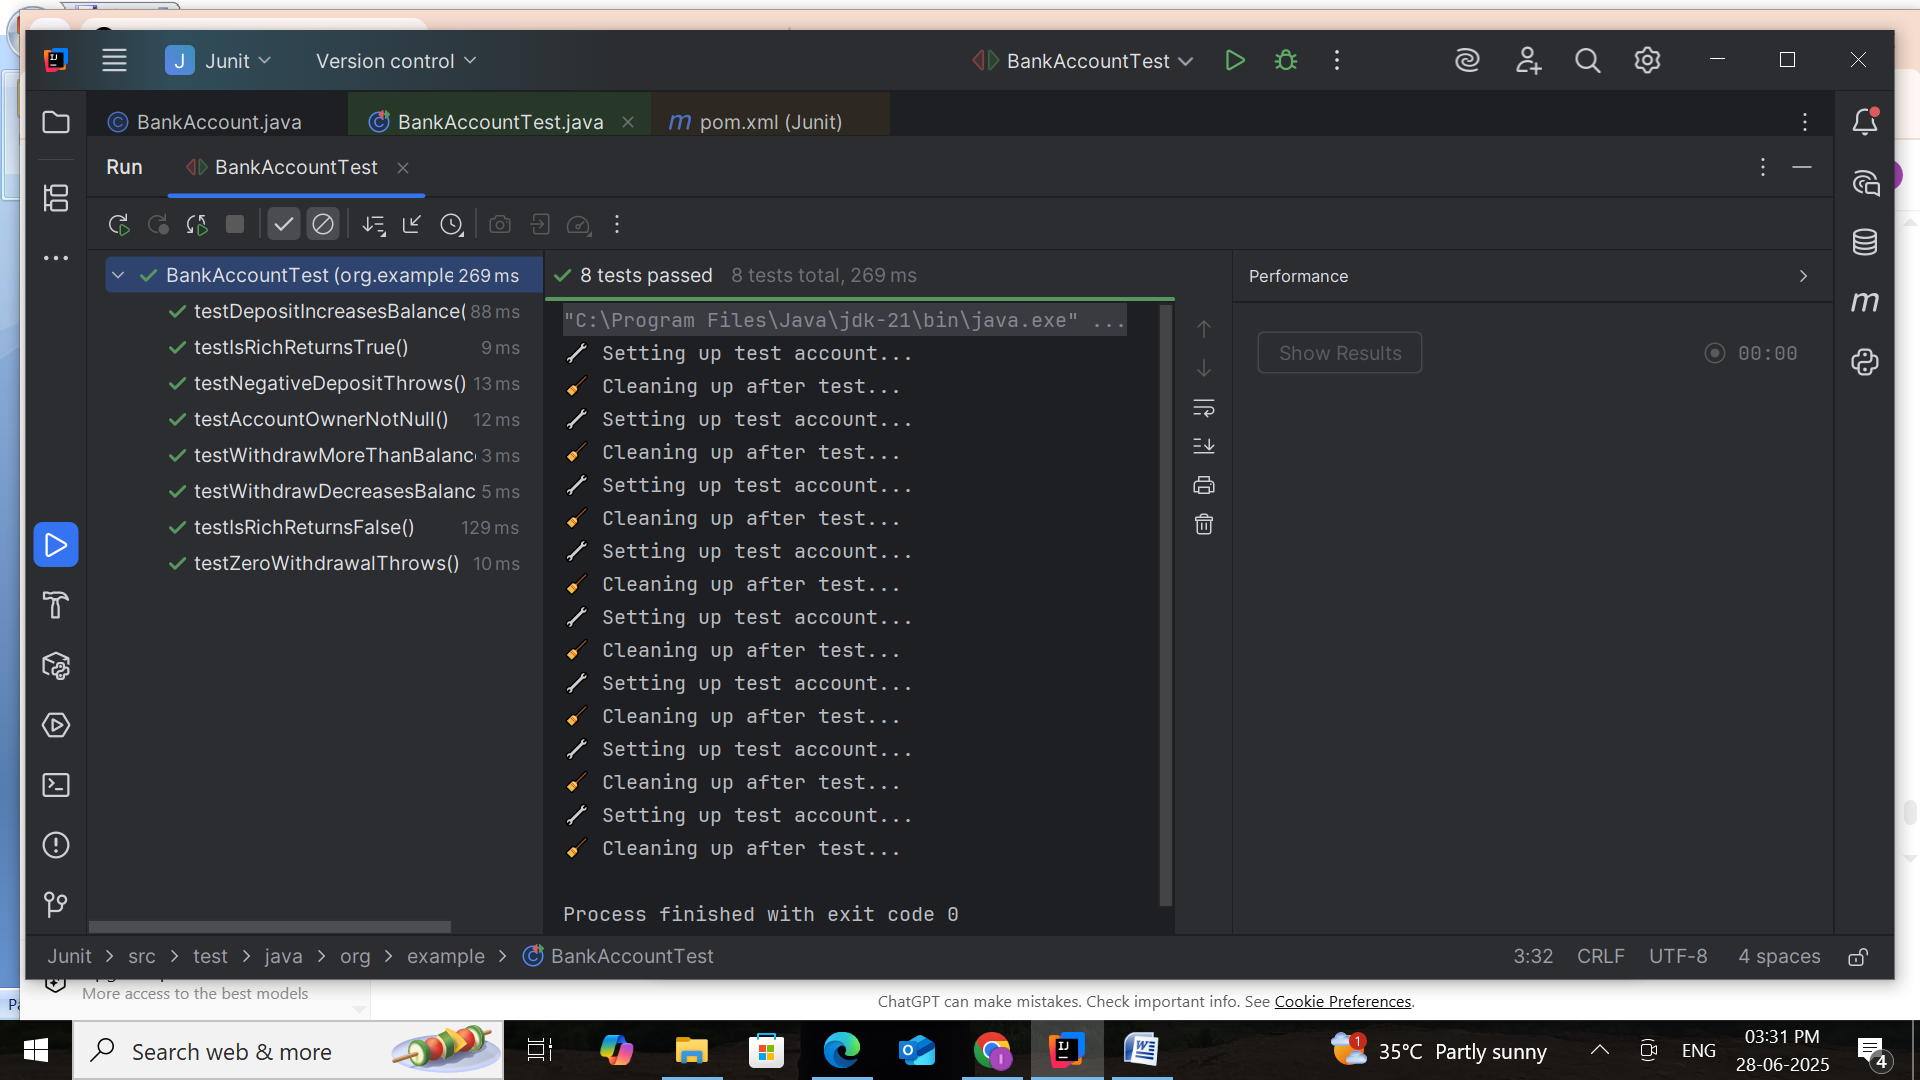 J Junit
Version control
BankAccountTest
BankAccount.java
BankAccountTest.java
m pom.xml (Junit)
Run
BankAccountTest
BankAccountTest (org.example 269 ms
testDepositIncreasesBalance( 88 ms
testIsRichReturnsTrue() 9 ms
testNegativeDepositThrows() 13 ms
testAccountOwnerNotNull() 12 ms
testWithdrawMoreThanBalanc 3 ms
testWithdrawDecreasesBalanc 5 ms
testIsRichReturnsFalse() 129 ms
testZeroWithdrawalThrows() 10 ms
8 tests passed 8 tests total, 269 ms
"C:\Program Files\Java\jdk-21\bin\java.exe" ...
Setting up test account...
Cleaning up after test...
Setting up test account...
Cleaning up after test...
Setting up test account...
Cleaning up after test...
Setting up test account...
Cleaning up after test...
Setting up test account...
Cleaning up after test...
Setting up test account...
Cleaning up after test...
Setting up test account...
Cleaning up after test...
Setting up test account...
Cleaning up after test...
Process finished with exit code 0
Performance
Show Results
00:00
Junit > src > test > java > org > example > BankAccountTest
3:32 CRLF UTF-8 4 spaces
More access to the best models
ChatGPT can make mistakes. Check important info. See Cookie Preferences.
Search web & more
1
35°C Partly sunny
ENG
03:31 PM
28-06-2025
4